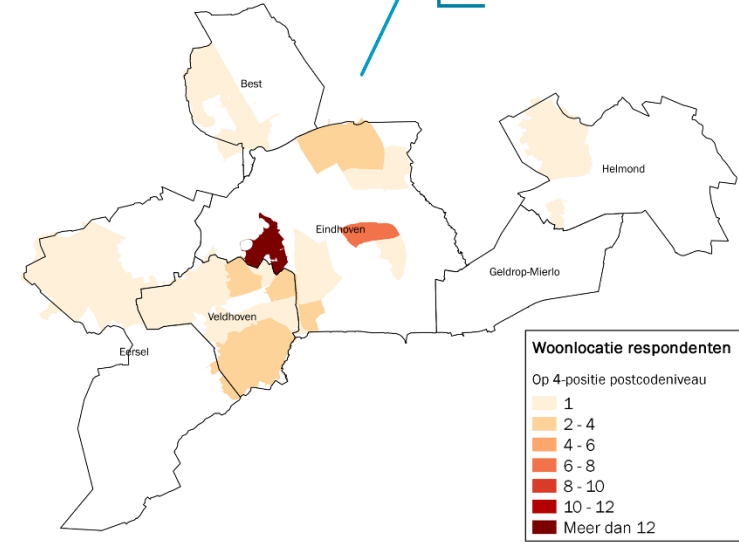 Best
Helmond
Eindhoven
Geldrop-Mierlo
Veldhoven
Eersel
Woonlocatie respondenten
Op 4-positie postcodeniveau
1
2 - 4
4 - 6
6 - 8
8 - 10
10 - 12
Meer dan 12